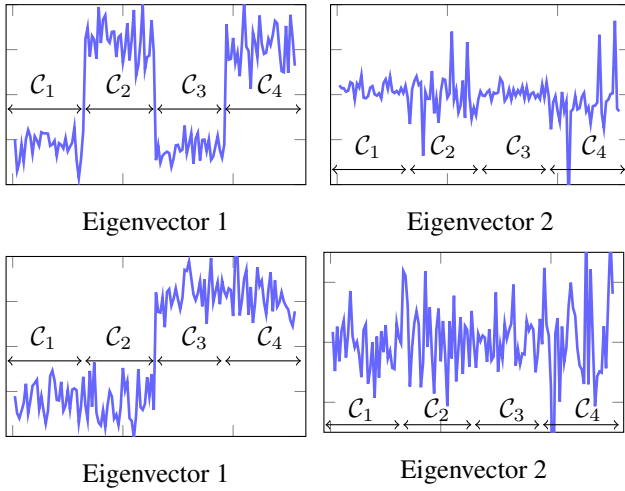 C₁ C₂ C₃ C₄
C₁ C₂ C₃ C₄
Eigenvector 1 Eigenvector 2
C₁ C₂ C₃ C₄
C₁ C₂ C₃ C₄
Eigenvector 1 Eigenvector 2